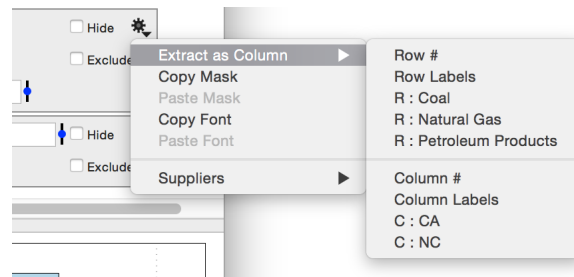 Hide
Exclude
Hide
Exclude
Extract as Column
Copy Mask
Paste Mask
Copy Font
Paste Font
Suppliers
Row #
Row Labels
R : Coal
R : Natural Gas
R : Petroleum Products
Column #
Column Labels
C : CA
C : NC